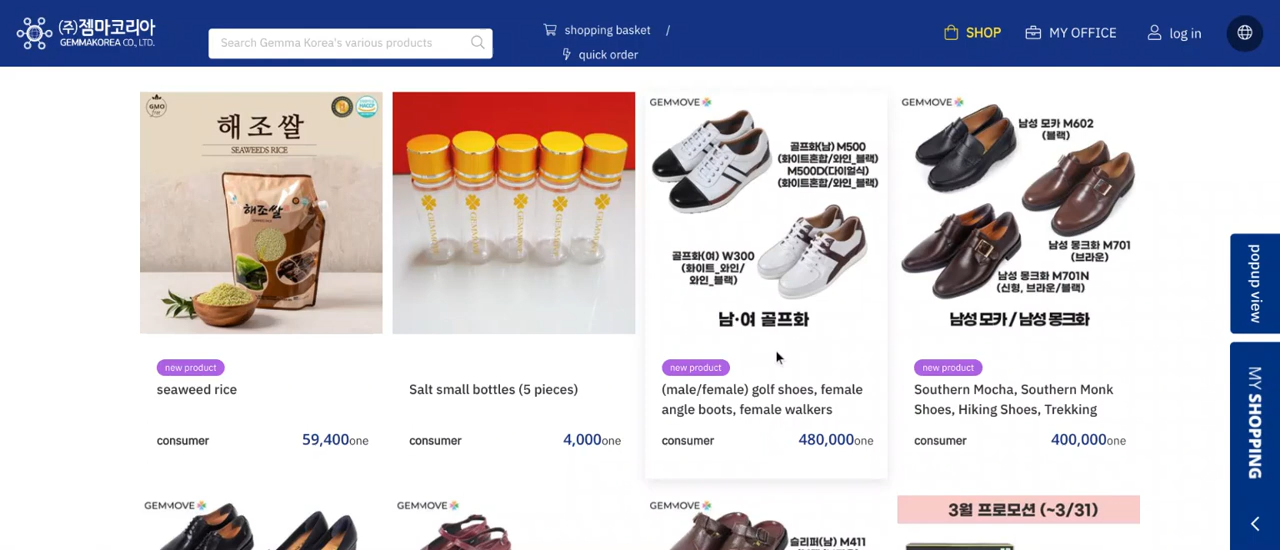 (주)젬마코리아
GEMMAKOREA CO., LTD.
Search Gemma Korea's various products
shopping basket /
quick order
SHOP
MY OFFICE
log in
GMO
Free
HACCP
해조쌀
SEAWEEDS RICE
해조쌀
GEMMOVE
골프화(남) M500
(화이트혼합/와인_블랙)
M500D(다이얼식)
(화이트혼합/와인_블랙)
골프화(여) W300
(화이트_와인/
와인_블랙)
남·여 골프화
GEMMOVE
남성 모카 M602
(블랙)
남성 몽크화 M701
(브라운)
남성 몽크화 M701N
(신형, 브라운/블랙)
남성 모카 / 남성 몽크화
new product
seaweed rice
consumer
59,400one
Salt small bottles (5 pieces)
consumer
4,000one
new product
(male/female) golf shoes, female
angle boots, female walkers
consumer
480,000one
new product
Southern Mocha, Southern Monk
Shoes, Hiking Shoes, Trekking
consumer
400,000one
popup view
MY SHOPPING
GEMMOVE
GEMMOVE
GEMMOVE
슬리퍼(남) M411
3월 프로모션 (~3/31)